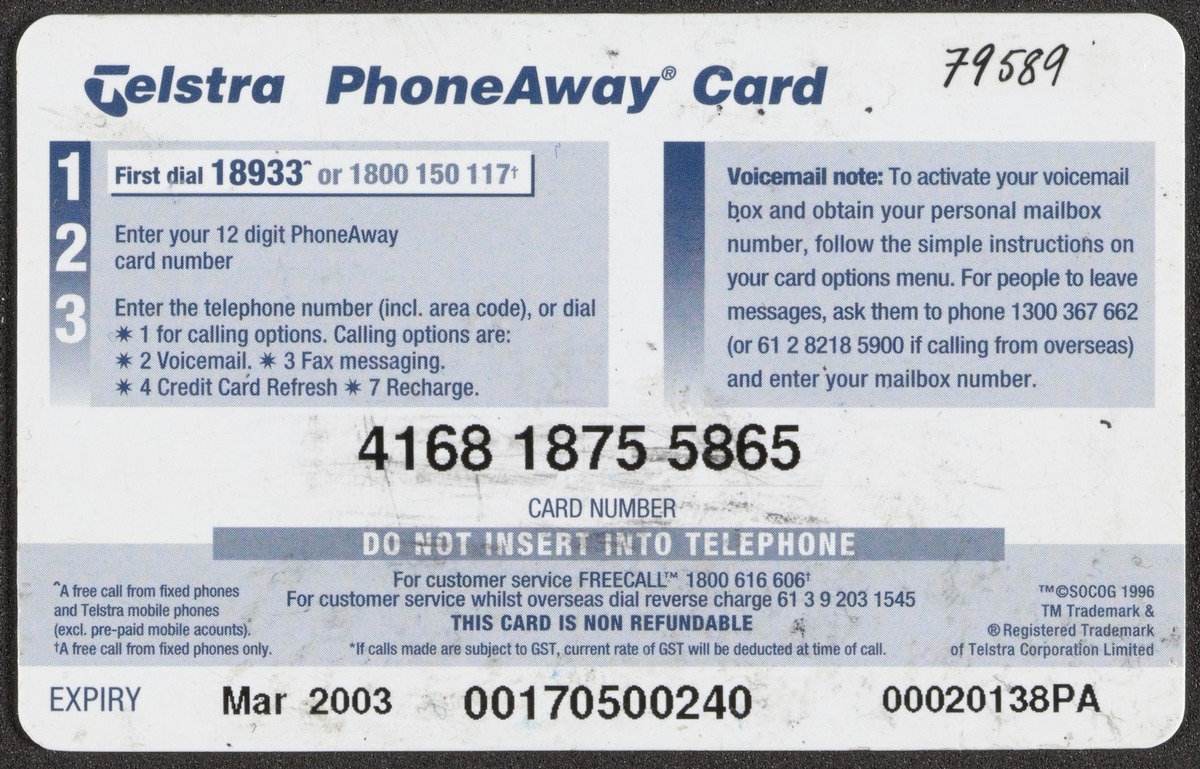 Telstra PhoneAway® Card
79589
1 First dial 18933ˆ or 1800 150 117†
2 Enter your 12 digit PhoneAway
card number
3 Enter the telephone number (incl. area code), or dial
✷ 1 for calling options. Calling options are:
✷ 2 Voicemail. ✷ 3 Fax messaging.
✷ 4 Credit Card Refresh ✷ 7 Recharge.
Voicemail note: To activate your voicemail
box and obtain your personal mailbox
number, follow the simple instructions on
your card options menu. For people to leave
messages, ask them to phone 1300 367 662
(or 61 2 8218 5900 if calling from overseas)
and enter your mailbox number.
4168 1875 5865
CARD NUMBER
DO NOT INSERT INTO TELEPHONE
ˆA free call from fixed phones
and Telstra mobile phones
(excl. pre-paid mobile acounts).
†A free call from fixed phones only.
For customer service FREECALL™ 1800 616 606†
For customer service whilst overseas dial reverse charge 61 3 9 203 1545
THIS CARD IS NON REFUNDABLE
*If calls made are subject to GST, current rate of GST will be deducted at time of call.
™©SOCOG 1996
TM Trademark &
® Registered Trademark
of Telstra Corporation Limited
EXPIRY Mar 2003 00170500240 00020138PA